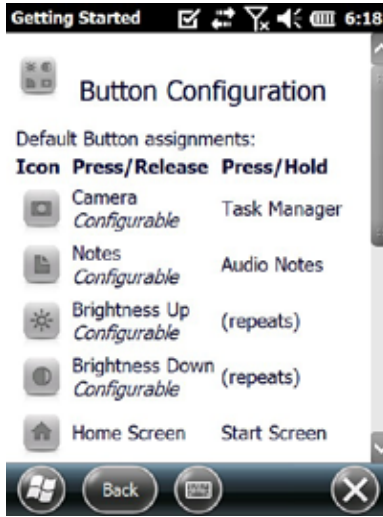 Getting Started 6:18
Button Configuration
Default Button assignments:
Icon Press/Release Press/Hold
Camera
Configurable
Task Manager
Notes
Configurable
Audio Notes
Brightness Up
Configurable
(repeats)
Brightness Down
Configurable
(repeats)
Home Screen Start Screen
Back